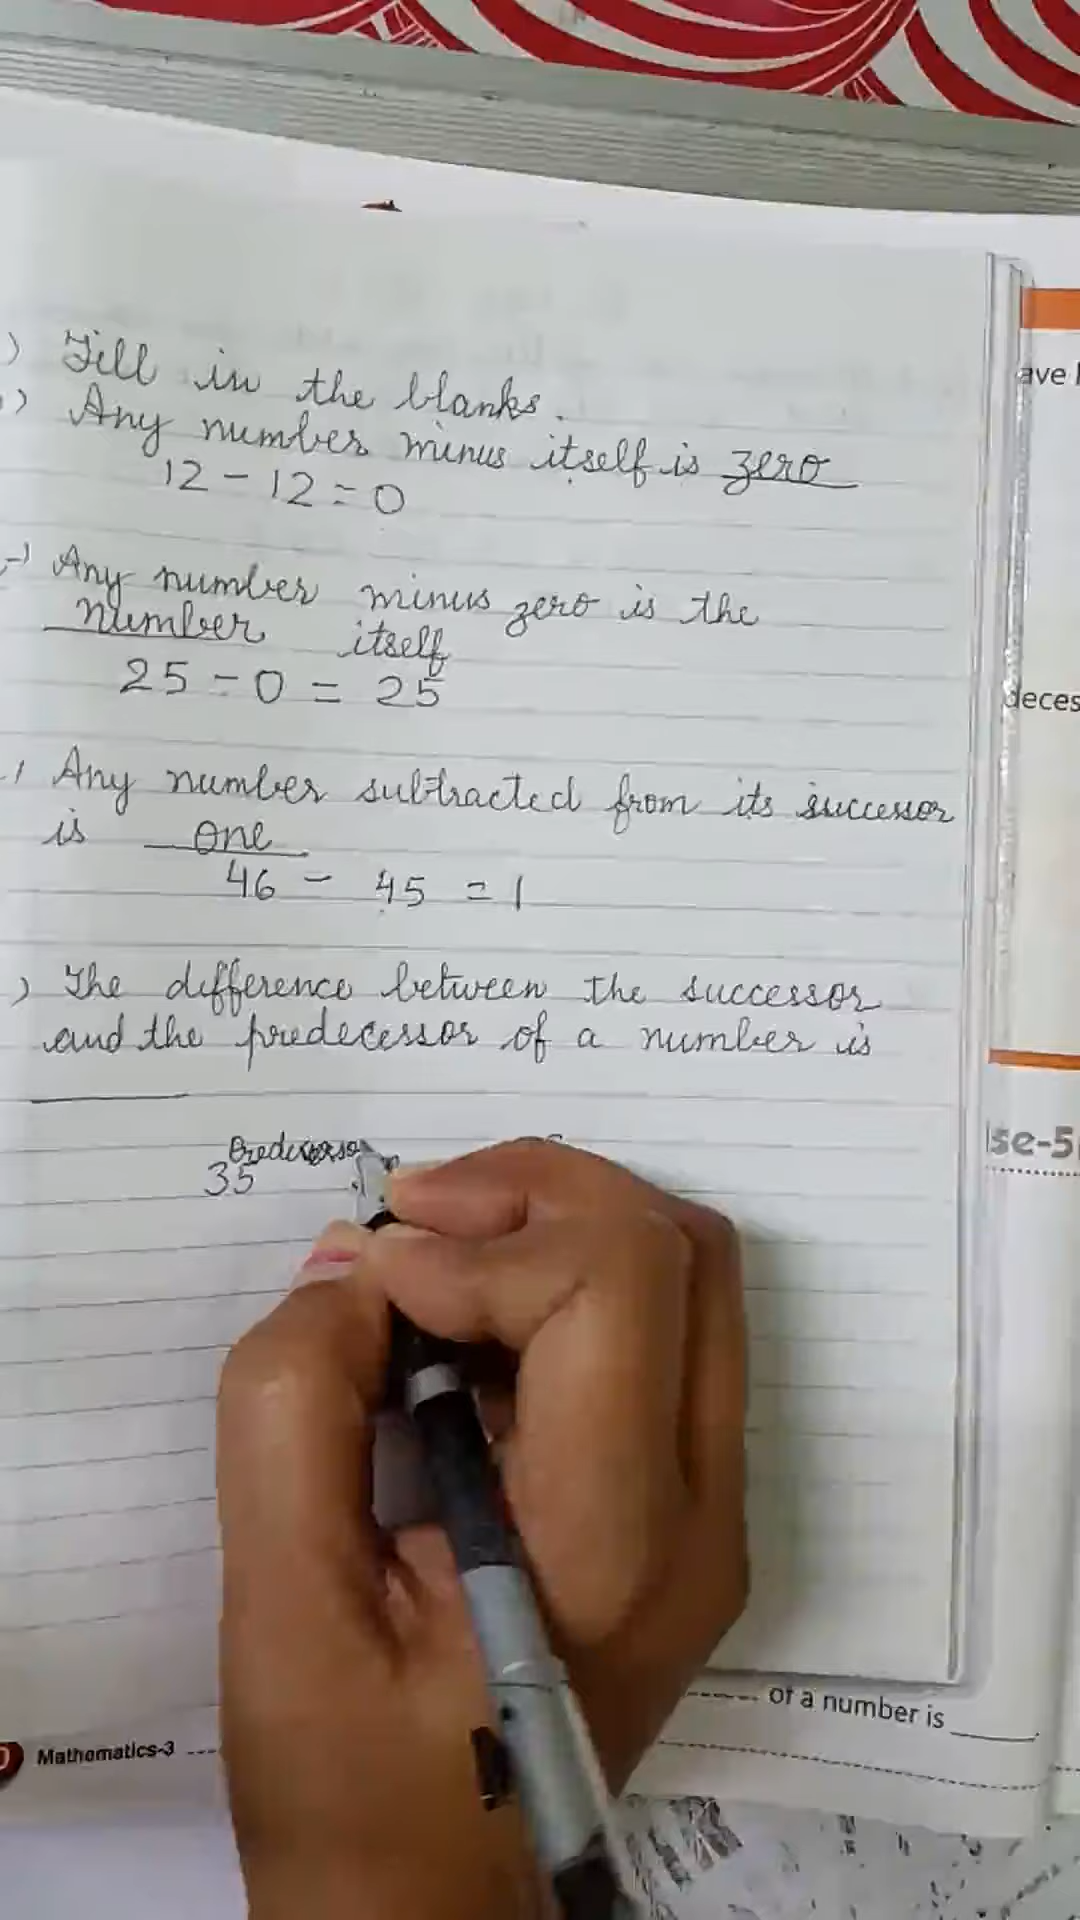 ) Fill in the blanks.
) Any number minus itself is zero
12 - 12 = 0
Any number minus zero is the
number itself
25 - 0 = 25
Any number subtracted from its successor
is one
46 - 45 = 1
) The difference between the successor
and the predecessor of a number is
35
ave
deces
se-5
of a number is
Mathematics-3